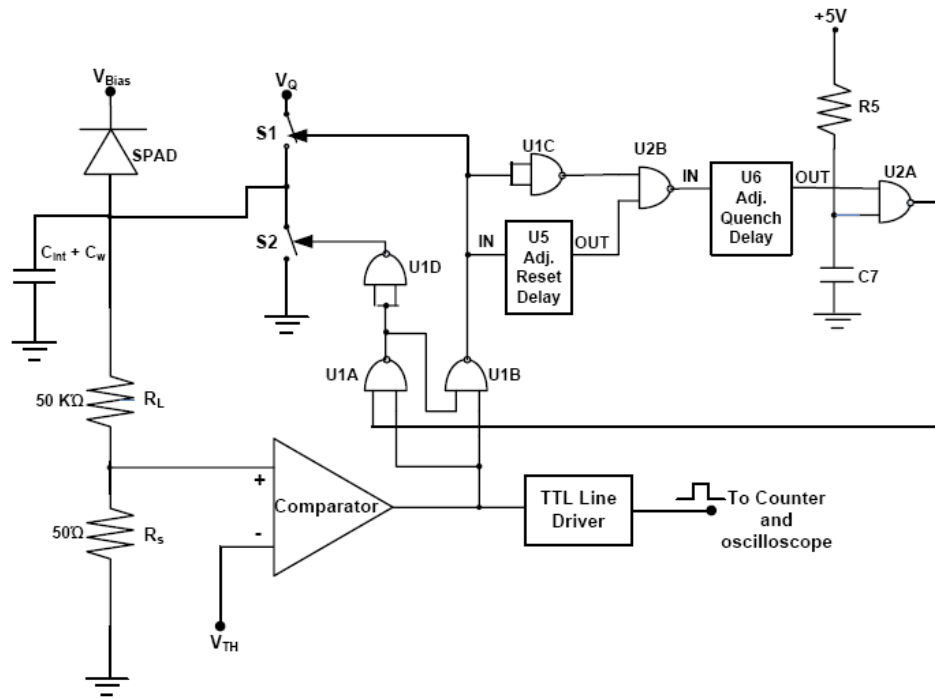 +5V
V_Bias
V_Q
R5
S1
U1C
U2B
SPAD
IN
U6
Adj.
Quench
Delay
OUT
U2A
C_int + C_w
S2
U1D
IN
U5
Adj.
Reset
Delay
OUT
C7
U1A
U1B
50 KΩ
R_L
+
Comparator
-
TTL Line
Driver
To Counter
and
oscilloscope
50Ω
R_s
V_TH